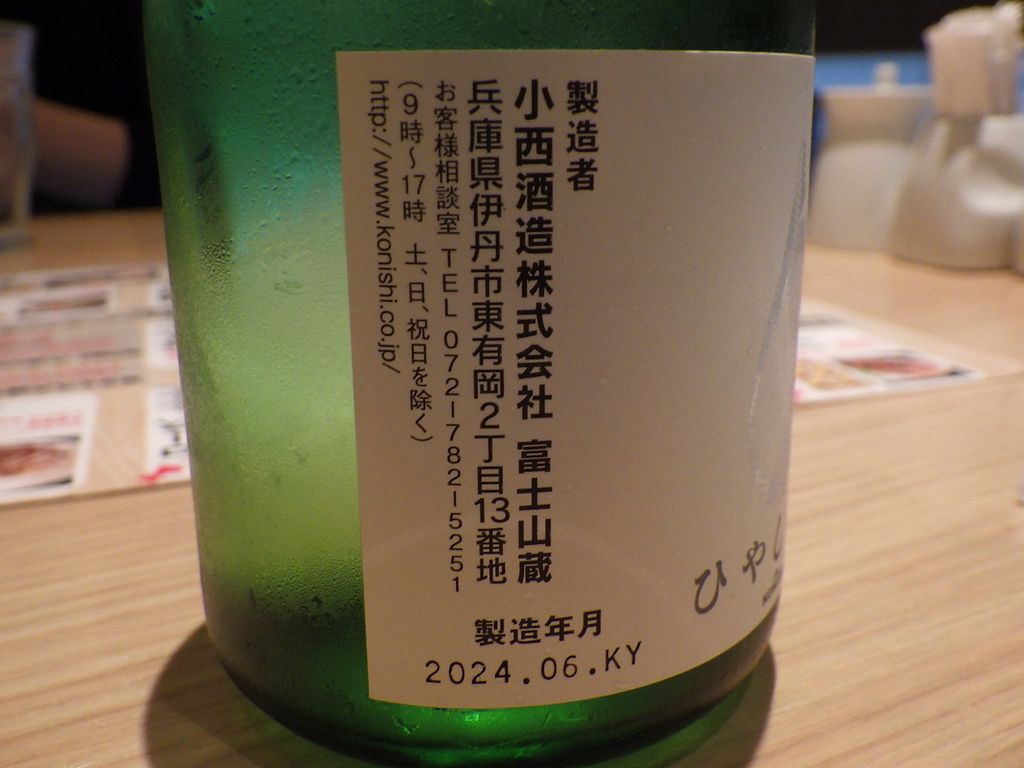 製造者
小西酒造株式会社 富士山蔵
兵庫県伊丹市東有岡2丁目13番地
お客様相談室 TEL 072-782-5251
(9時～17時 土、日、祝日を除く)
http://www.konishi.co.jp/
製造年月
2024.06.KY
ひやし